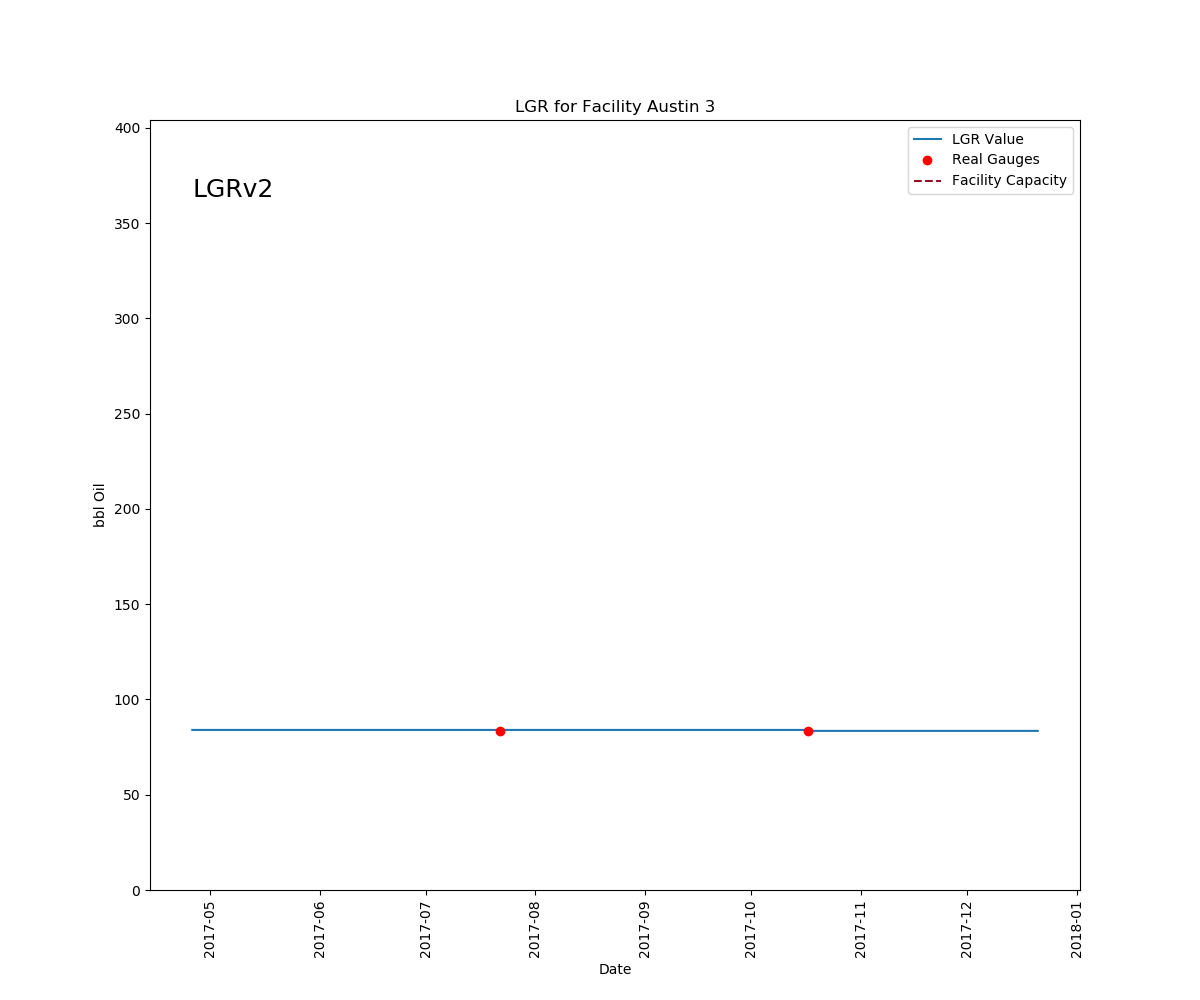 LGR for Facility Austin 3
LGRv2
LGR Value
Real Gauges
Facility Capacity
bbl Oil
400
350
300
250
200
150
100
50
0
2017-05
2017-06
2017-07
2017-08
2017-09
2017-10
2017-11
2017-12
2018-01
Date